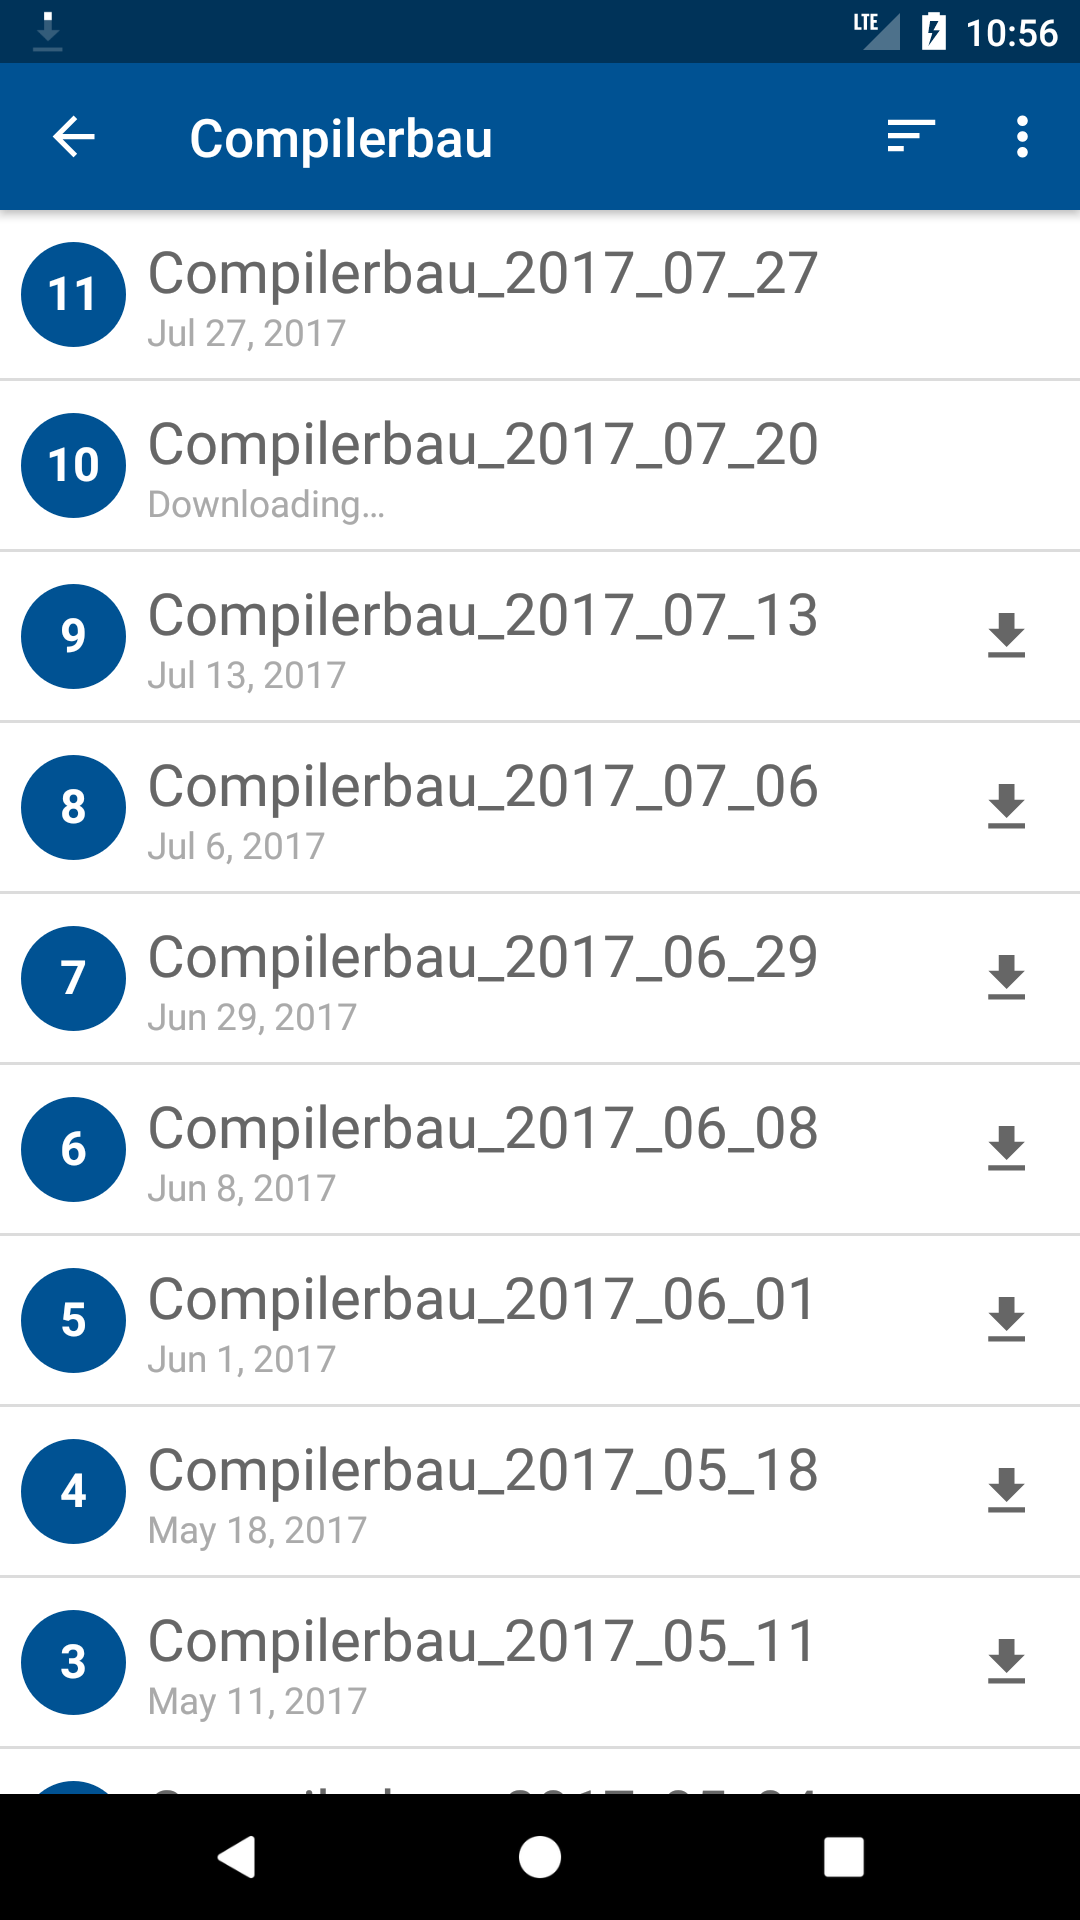 LTE 10:56
Compilerbau
11 Compilerbau_2017_07_27
Jul 27, 2017
10 Compilerbau_2017_07_20
Downloading...
9 Compilerbau_2017_07_13
Jul 13, 2017
8 Compilerbau_2017_07_06
Jul 6, 2017
7 Compilerbau_2017_06_29
Jun 29, 2017
6 Compilerbau_2017_06_08
Jun 8, 2017
5 Compilerbau_2017_06_01
Jun 1, 2017
4 Compilerbau_2017_05_18
May 18, 2017
3 Compilerbau_2017_05_11
May 11, 2017